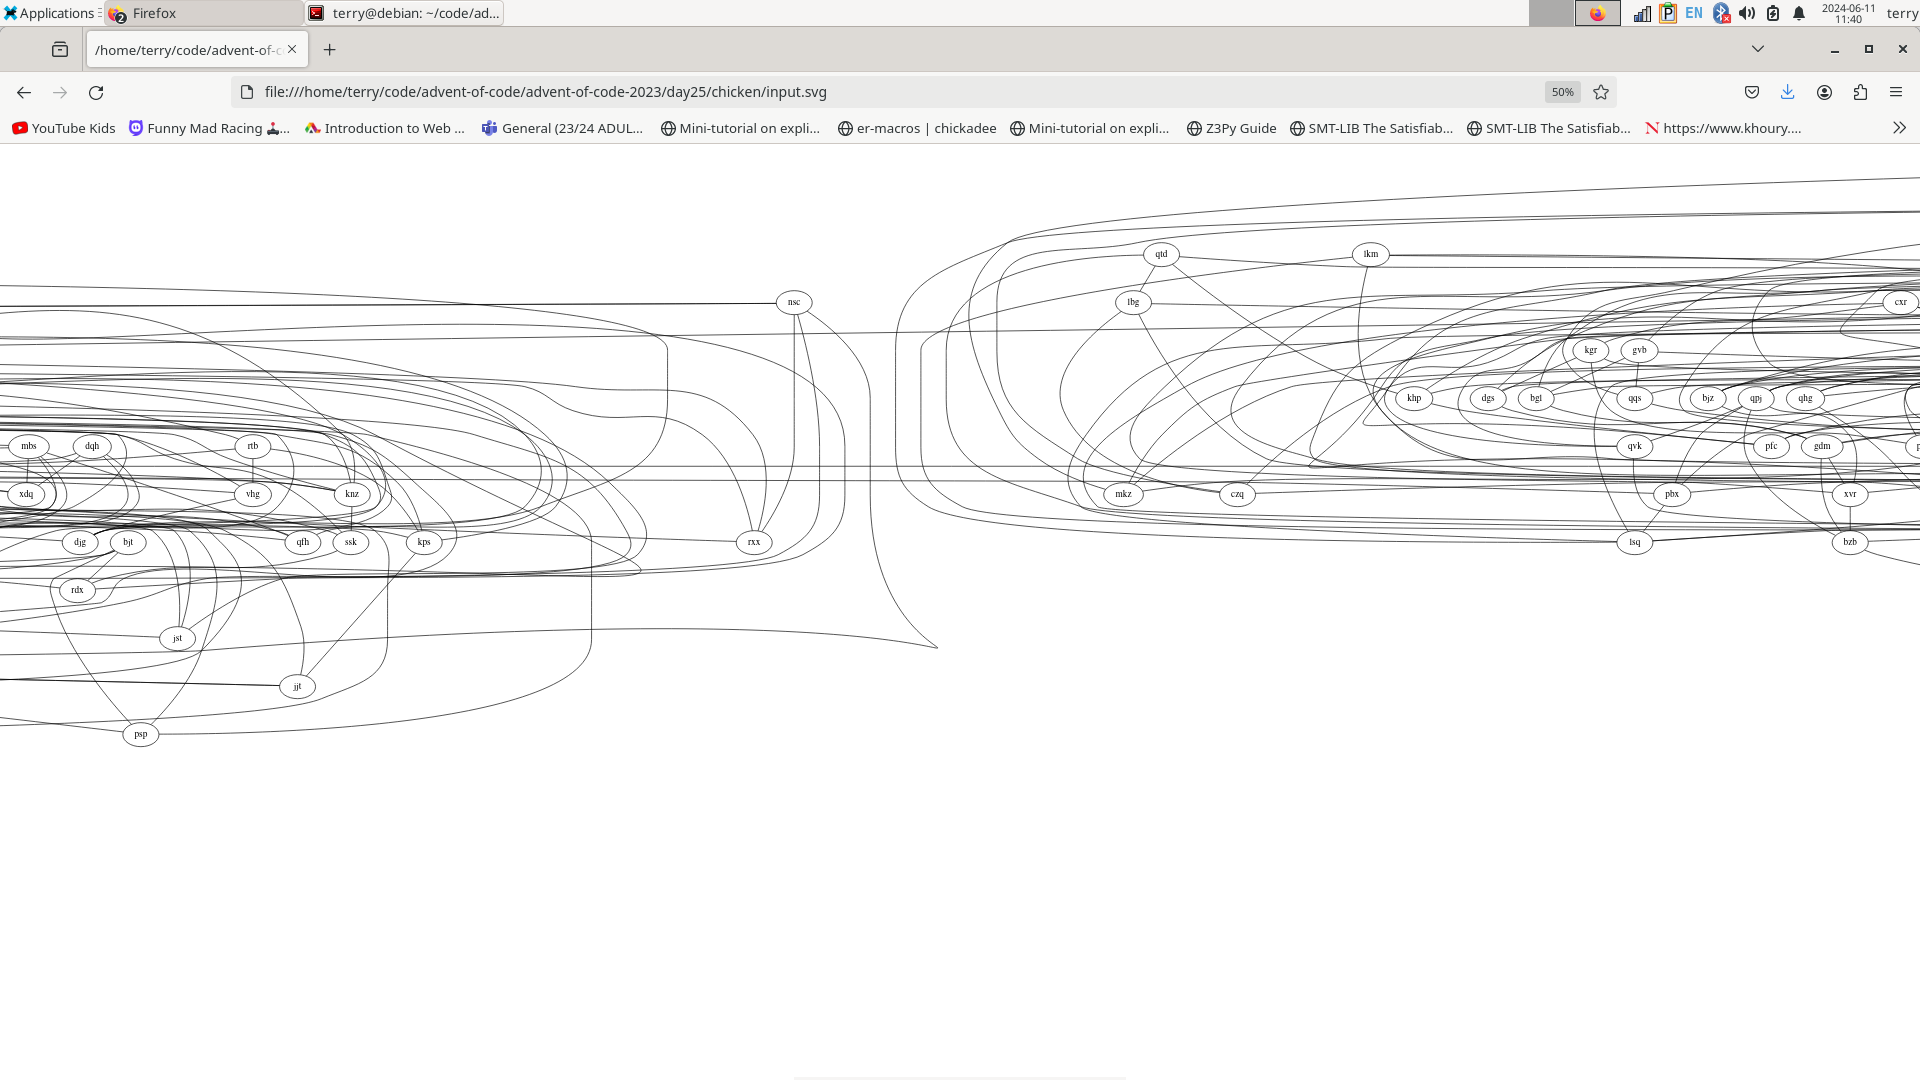 Applications
2 Firefox
terry@debian: ~/code/ad...
P
EN
2024-06-11
11:40
terry
/home/terry/code/advent-of-c
file:///home/terry/code/advent-of-code/advent-of-code-2023/day25/chicken/input.svg
50%
YouTube Kids
Funny Mad Racing 🕹️...
Introduction to Web ...
General (23/24 ADUL...
Mini-tutorial on expli...
er-macros | chickadee
Mini-tutorial on expli...
Z3Py Guide
SMT-LIB The Satisfiab...
SMT-LIB The Satisfiab...
https://www.khoury....
qtd lkm
nsc lbg cxr
kgr gvb
khp dgs bgl qqs bjz qpj qhg
mbs dqh rtb qvk pfc gdm
xdq vhg knz mkz czq pbx xvr
djg bjt qfh ssk kps rxx lsq bzb
rdx
jst
jjt
psp